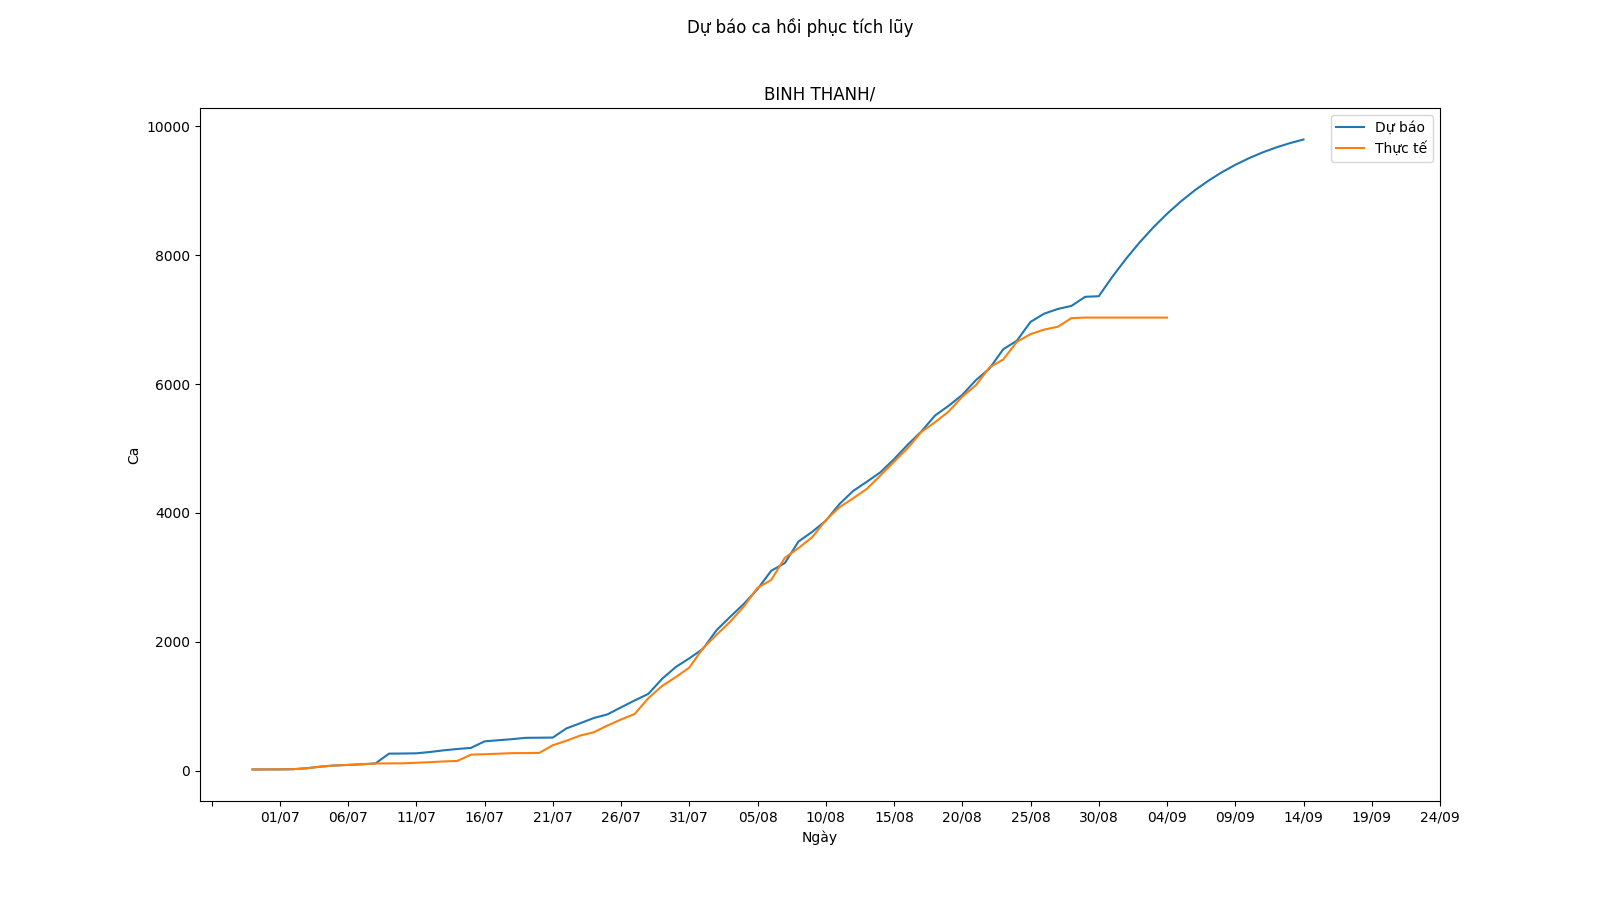 Dự báo ca hồi phục tích lũy
BINH THANH/
Dự báo
Thực tế
10000
8000
6000
4000
2000
0
Ca
01/07 06/07 11/07 16/07 21/07 26/07 31/07 05/08 10/08 15/08 20/08 25/08 30/08 04/09 09/09 14/09 19/09 24/09
Ngày